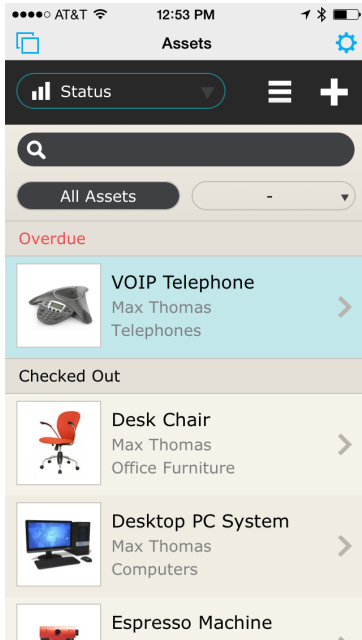 AT&T 12:53 PM
Assets
Status
All Assets -
Overdue
VOIP Telephone
Max Thomas
Telephones
Checked Out
Desk Chair
Max Thomas
Office Furniture
Desktop PC System
Max Thomas
Computers
Espresso Machine